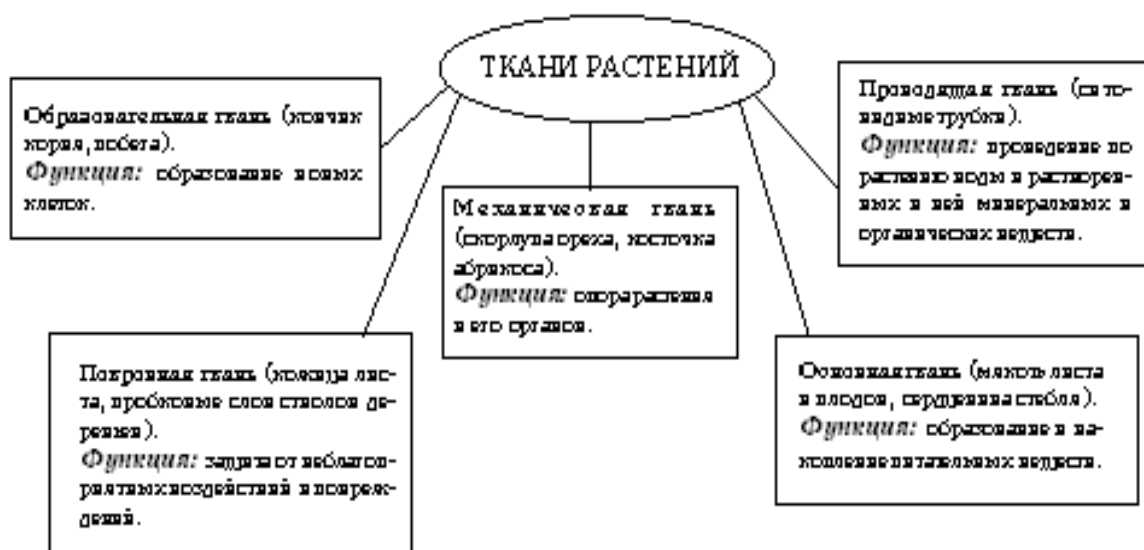 ТКАНИ РАСТЕНИЙ
Образовательная ткань (кончик
корня, побега).
Функция: образование новых
клеток.
Механическая ткань
(скорлупа ореха, косточка
абрикоса).
Функция: опора растения
и его органов.
Проводящая ткань (сито-
видные трубки).
Функция: проведение по
растению воды и растворен-
ных в ней минеральных и
органических веществ.
Покровная ткань (кожица лис-
та, пробковые слои стволов де-
ревьев).
Функция: защита от неблагоп-
риятных воздействий и повреж-
дений.
Основная ткань (мякоть листа
и плодов, сердцевина стебля).
Функция: образование и на-
копление питательных веществ.